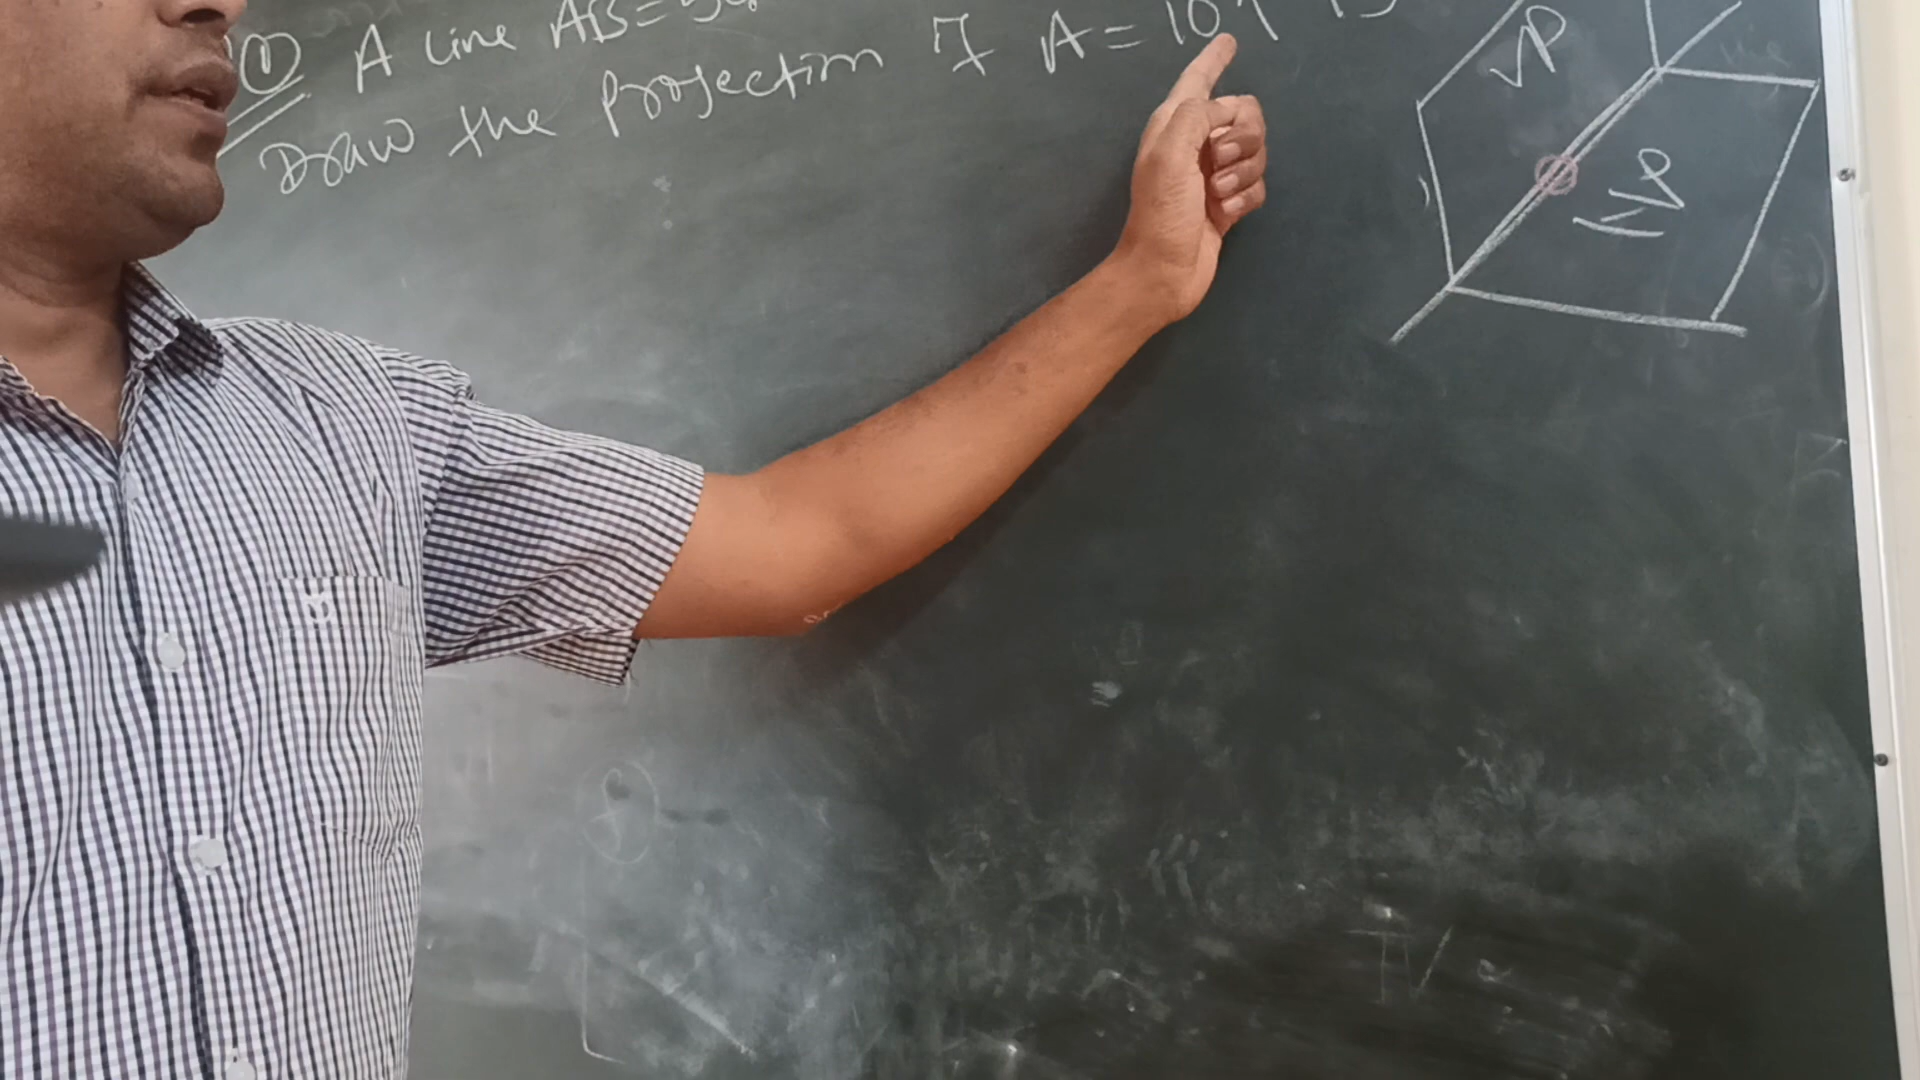 ① A line AB=
Draw the Projection If A = 10
VP
HP